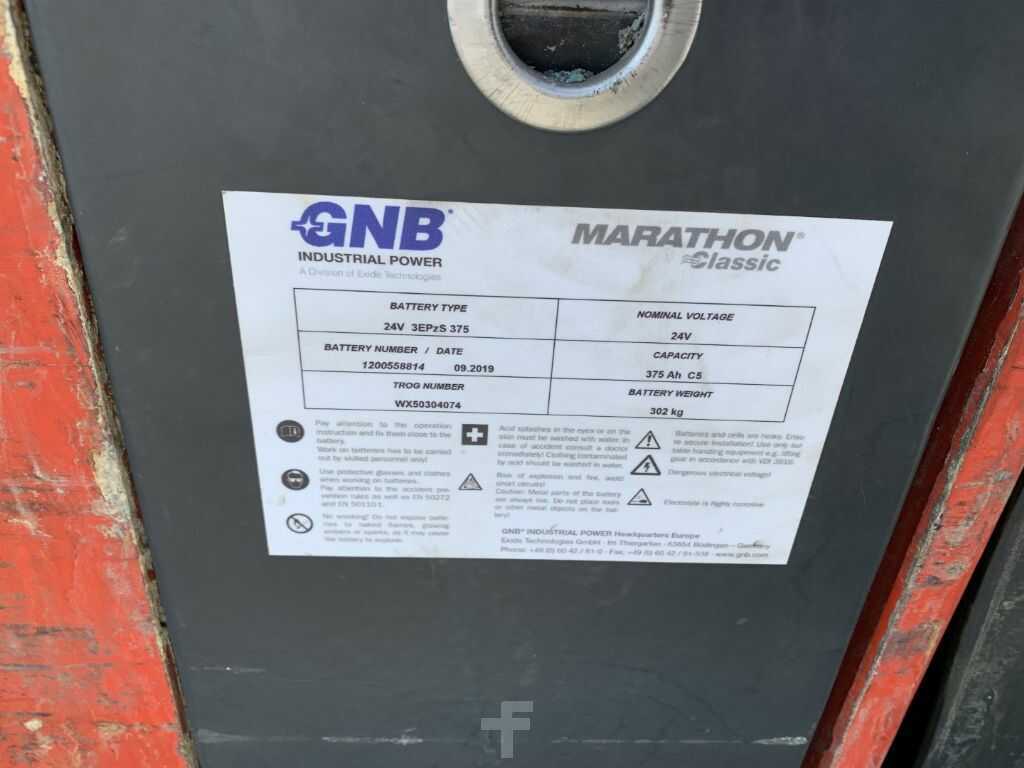 GNB®
INDUSTRIAL POWER
A Division of Exide Technologies
MARATHON®
Classic
BATTERY TYPE
24V 3EPzS 375
NOMINAL VOLTAGE
24V
BATTERY NUMBER / DATE
1200558814 09.2019
CAPACITY
375 Ah C5
TROG NUMBER
WX50304074
BATTERY WEIGHT
302 kg
Pay attention to the operation
instruction and fix them close to the
battery.
Work on batteries has to be carried
out by skilled personnel only!
Use protective glasses and clothes
when working on batteries.
Pay attention to the accident pre-
vention rules as well as EN 50272
and EN 50110.1.
No smoking! Do not expose batte-
ries to naked flames, glowing
embers or sparks, as it may cause
the battery to explode.
Acid splashes in the eyes or on the
skin must be washed with water. In
case of accident consult a doctor
immediately! Clothing contaminated
by acid should be washed in water.
Risk of explosion and fire, avoid
short circuits!
Caution: Metal parts of the battery
are always live. Do not place tools
or other metal objects on the bat-
tery!
Batteries and cells are heavy. Ensu-
re secure installation! Use only sui-
table handling equipment e.g. lifting
gear in accordance with VDI 3616.
Dangerous electrical voltage!
Electrolyte is highly corrosive
GNB® INDUSTRIAL POWER Headquarters Europe
Exide Technologies GmbH · Im Thiergarten · 63654 Büdingen - Germany
Phone: +49 (0) 60 42 / 81-0 · Fax: +49 (0) 60 42 / 81-
www.gnb.com